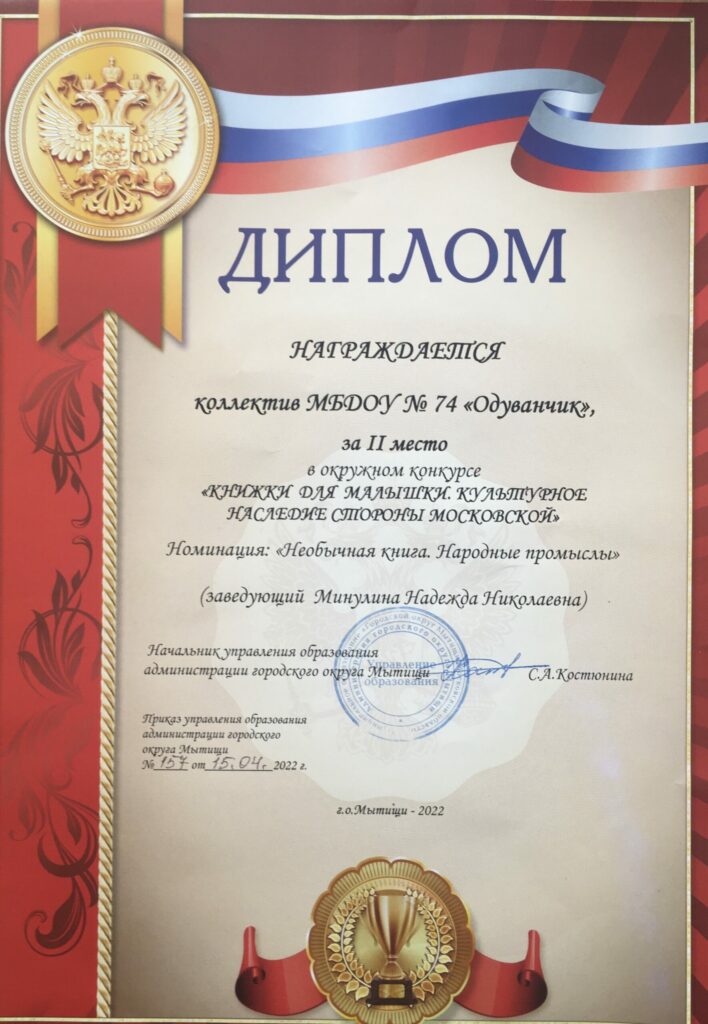 ДИПЛОМ
НАГРАЖДАЕТСЯ
коллектив МБДОУ № 74 «Одуванчик»,
за II место
в окружном конкурсе
«КНИЖКИ ДЛЯ МАЛЫШКИ. КУЛЬТУРНОЕ
НАСЛЕДИЕ СТОРОНЫ МОСКОВСКОЙ»
Номинация: «Необычная книга. Народные промыслы»
(заведующий Минулина Надежда Николаевна)
Начальник управления образования
администрации городского округа Мытищи
С.А.Костюнина
Управление
образования
Приказ управления образования
администрации городского
округа Мытищи
№ 157 от 15.04. 2022 г.
г.о.Мытищи - 2022